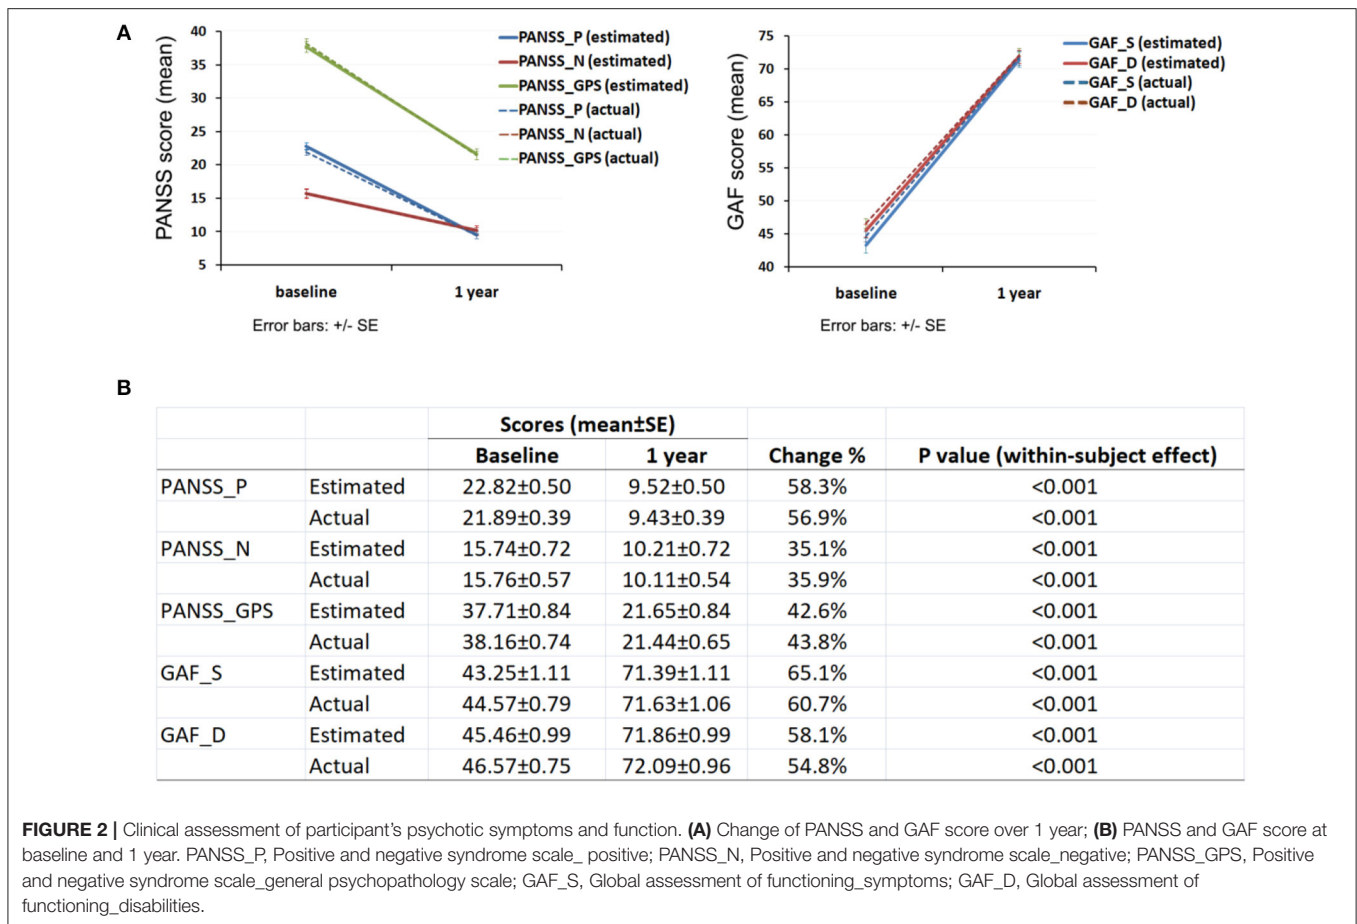 A
PANSS score (mean)
40
35
30
25
20
15
10
5
baseline
1 year
Error bars: +/- SE
PANSS_P (estimated)
PANSS_N (estimated)
PANSS_GPS (estimated)
PANSS_P (actual)
PANSS_N (actual)
PANSS_GPS (actual)
GAF score (mean)
75
70
65
60
55
50
45
40
baseline
1 year
Error bars: +/- SE
GAF_S (estimated)
GAF_D (estimated)
GAF_S (actual)
GAF_D (actual)
B
Scores (mean±SE)
Baseline 1 year Change % P value (within-subject effect)
PANSS_P Estimated 22.82±0.50 9.52±0.50 58.3% <0.001
Actual 21.89±0.39 9.43±0.39 56.9% <0.001
PANSS_N Estimated 15.74±0.72 10.21±0.72 35.1% <0.001
Actual 15.76±0.57 10.11±0.54 35.9% <0.001
PANSS_GPS Estimated 37.71±0.84 21.65±0.84 42.6% <0.001
Actual 38.16±0.74 21.44±0.65 43.8% <0.001
GAF_S Estimated 43.25±1.11 71.39±1.11 65.1% <0.001
Actual 44.57±0.79 71.63±1.06 60.7% <0.001
GAF_D Estimated 45.46±0.99 71.86±0.99 58.1% <0.001
Actual 46.57±0.75 72.09±0.96 54.8% <0.001
FIGURE 2 | Clinical assessment of participant's psychotic symptoms and function. (A) Change of PANSS and GAF score over 1 year; (B) PANSS and GAF score at
baseline and 1 year. PANSS_P, Positive and negative syndrome scale_ positive; PANSS_N, Positive and negative syndrome scale_negative; PANSS_GPS, Positive
and negative syndrome scale_general psychopathology scale; GAF_S, Global assessment of functioning_symptoms; GAF_D, Global assessment of
functioning_disabilities.